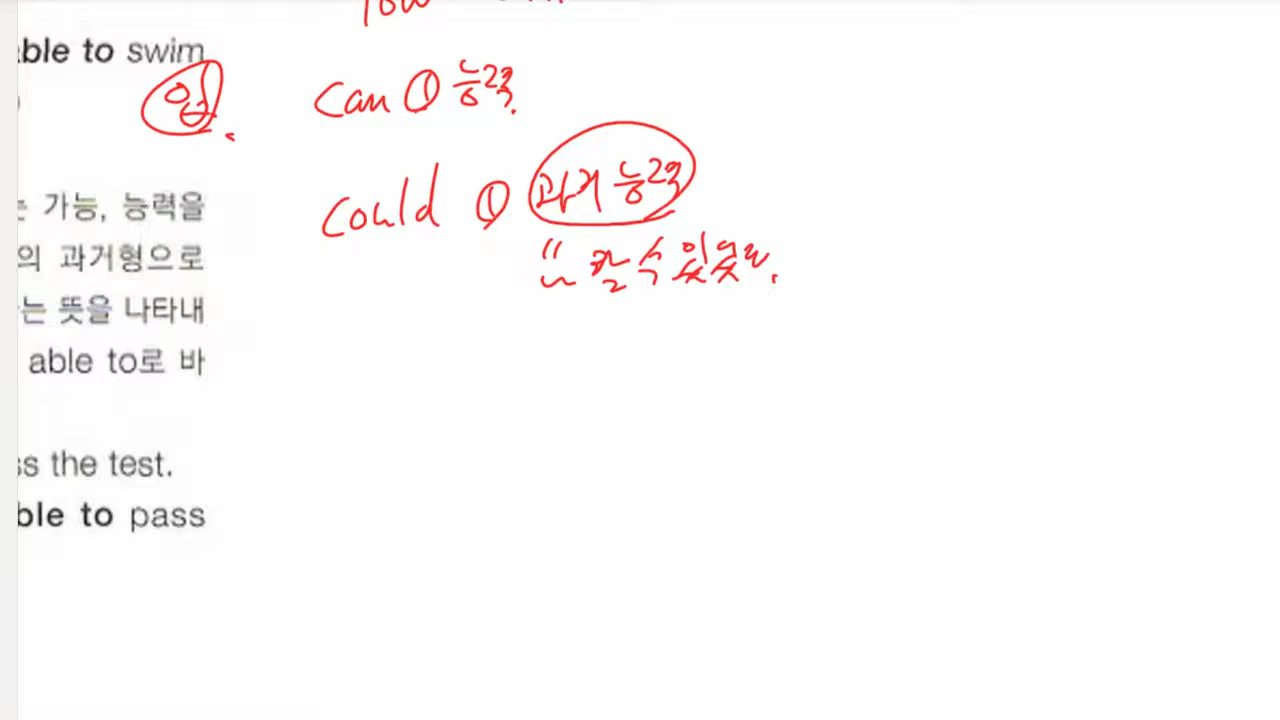 able to swim
can ① 능력.
could ① 과거 능력
는 가능, 능력을
"~할 수 있었다.
의 과거형으로
는 뜻을 나타내
able to로 바
ss the test.
ble to pass